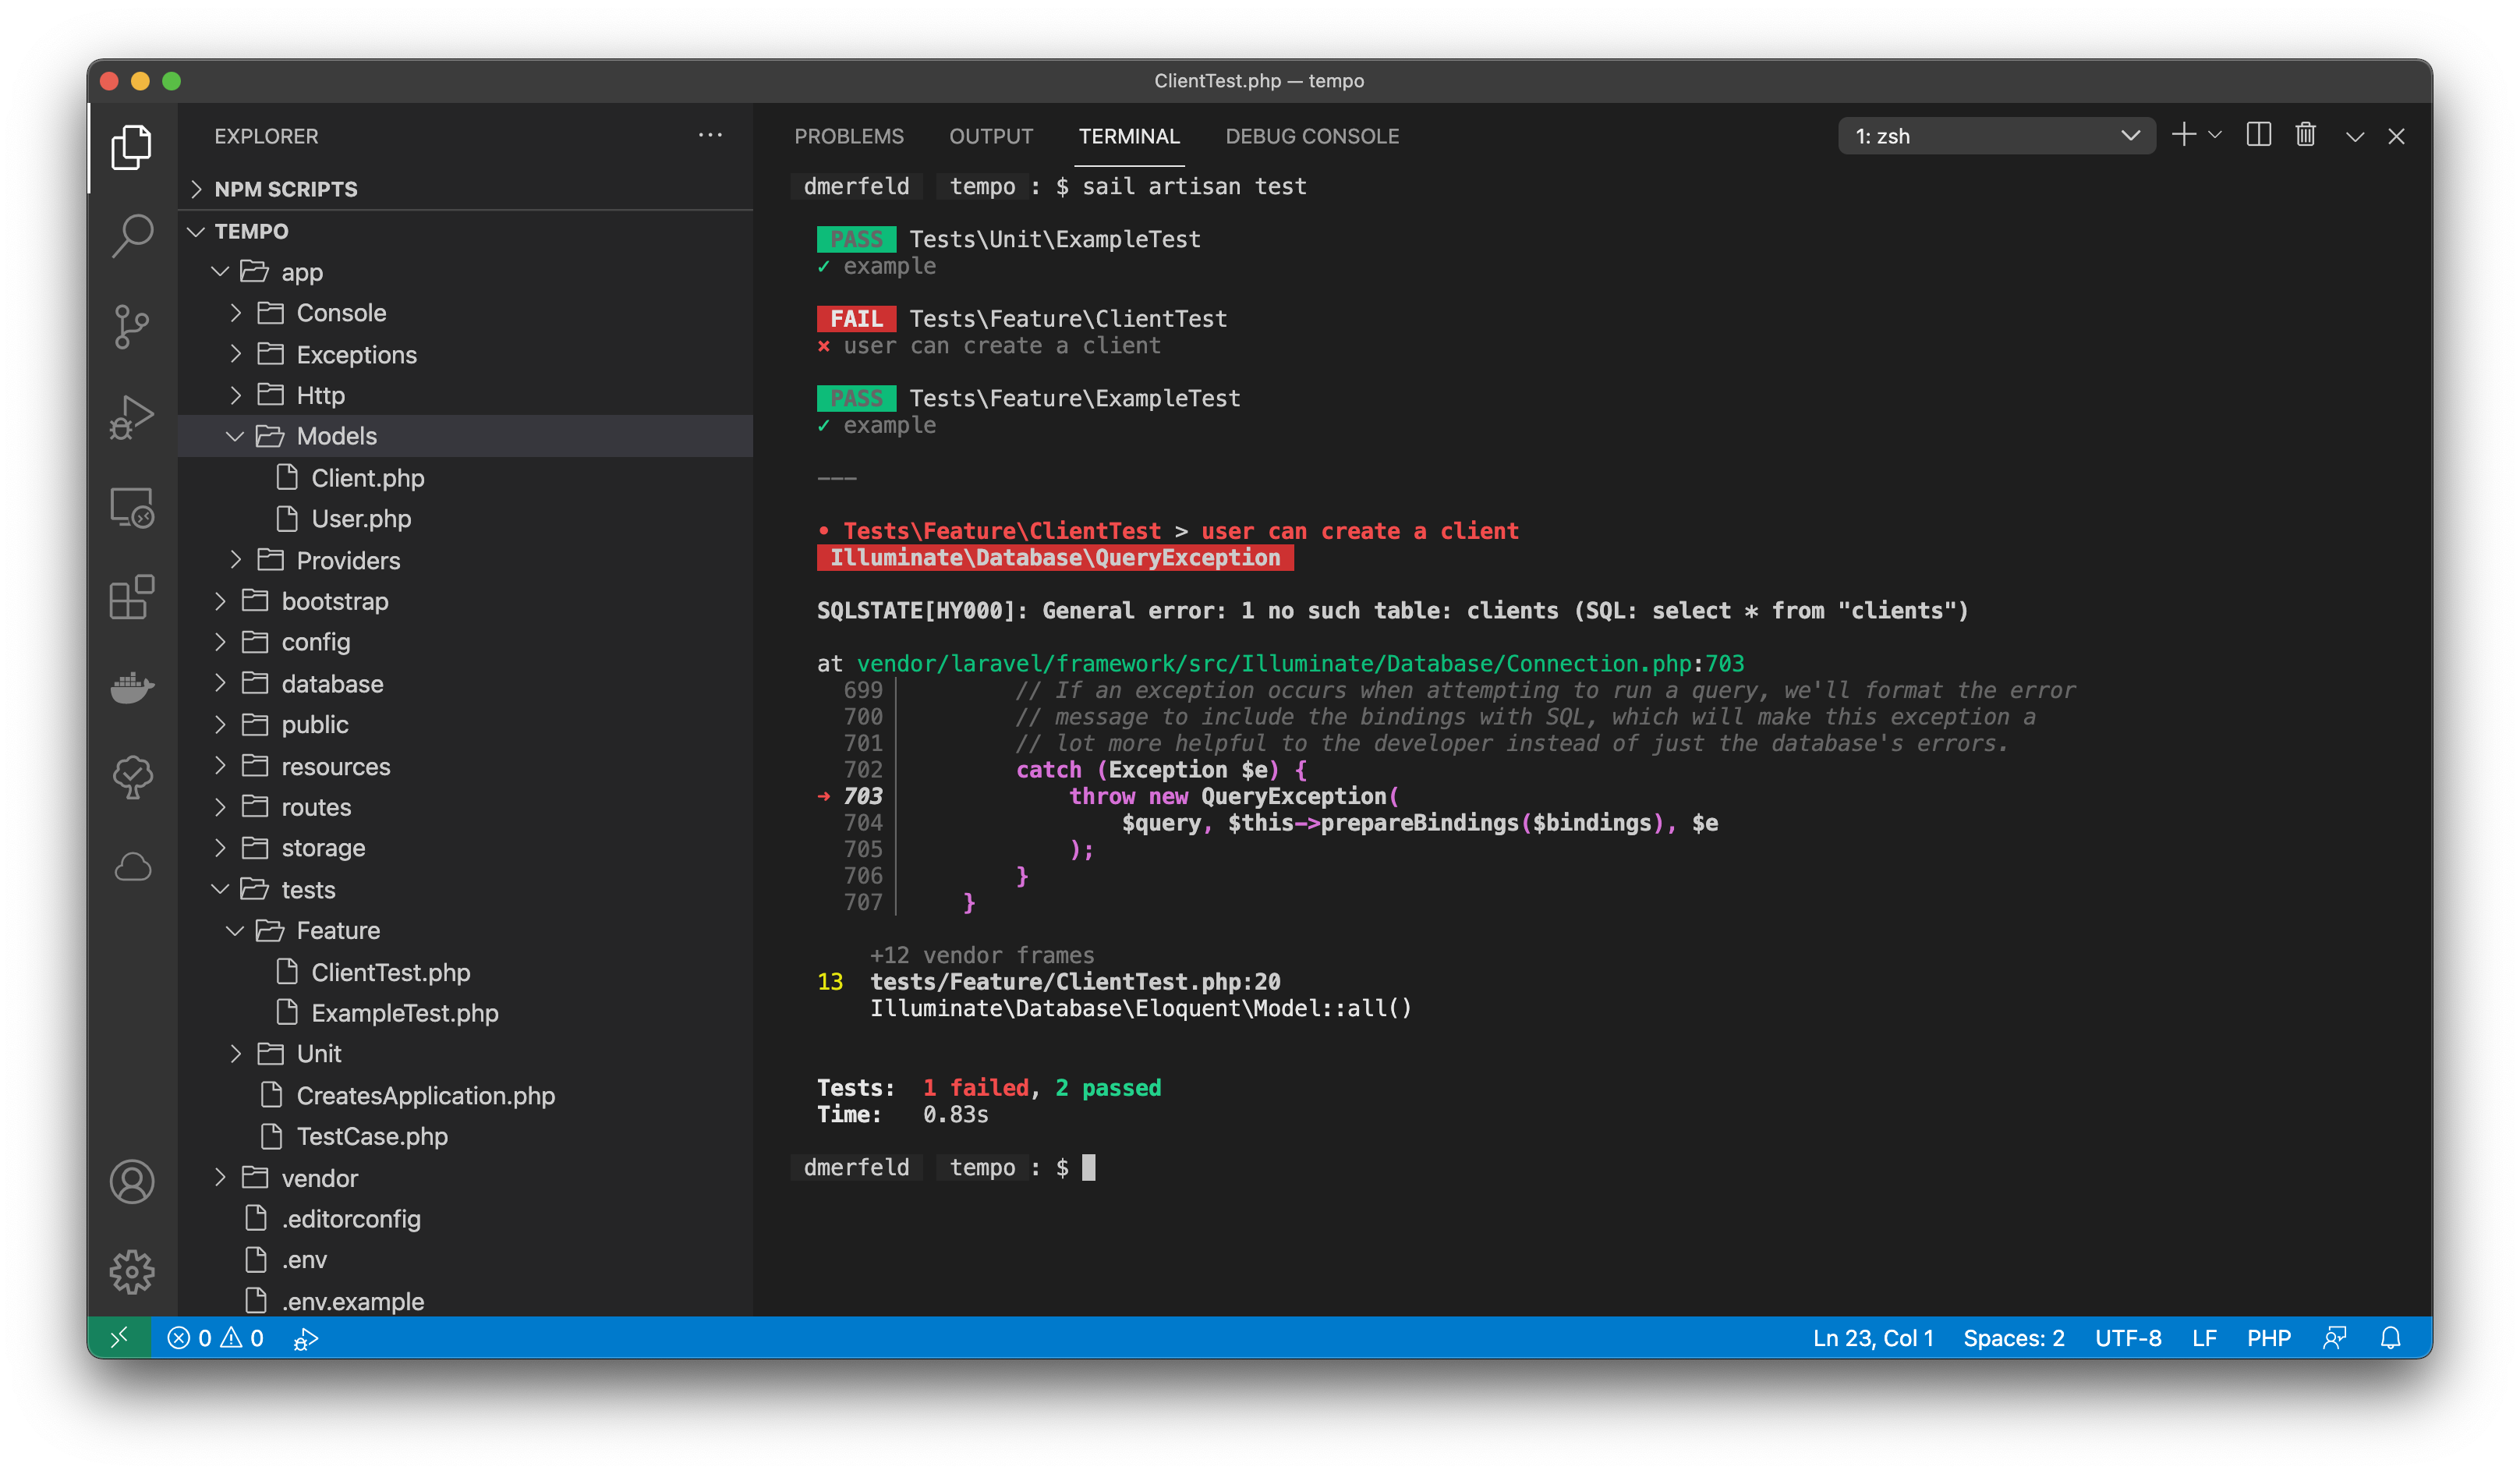 ClientTest.php — tempo
EXPLORER
NPM SCRIPTS
TEMPO
app
Console
Exceptions
Http
Models
Client.php
User.php
Providers
bootstrap
config
database
public
resources
routes
storage
tests
Feature
ClientTest.php
ExampleTest.php
Unit
CreatesApplication.php
TestCase.php
vendor
.editorconfig
.env
.env.example
PROBLEMS OUTPUT TERMINAL DEBUG CONSOLE 1: zsh
dmerfeld tempo : $ sail artisan test
PASS Tests\Unit\ExampleTest
✓ example
FAIL Tests\Feature\ClientTest
⨯ user can create a client
PASS Tests\Feature\ExampleTest
✓ example
---
• Tests\Feature\ClientTest > user can create a client
Illuminate\Database\QueryException
SQLSTATE[HY000]: General error: 1 no such table: clients (SQL: select * from "clients")
at vendor/laravel/framework/src/Illuminate/Database/Connection.php:703
699 // If an exception occurs when attempting to run a query, we'll format the error
700 // message to include the bindings with SQL, which will make this exception a
701 // lot more helpful to the developer instead of just the database's errors.
702 catch (Exception $e) {
➜ 703 throw new QueryException(
704 $query, $this->prepareBindings($bindings), $e
705 );
706 }
707 }
+12 vendor frames
13 tests/Feature/ClientTest.php:20
Illuminate\Database\Eloquent\Model::all()
Tests: 1 failed, 2 passed
Time: 0.83s
dmerfeld tempo : $
0 0 Ln 23, Col 1 Spaces: 2 UTF-8 LF PHP